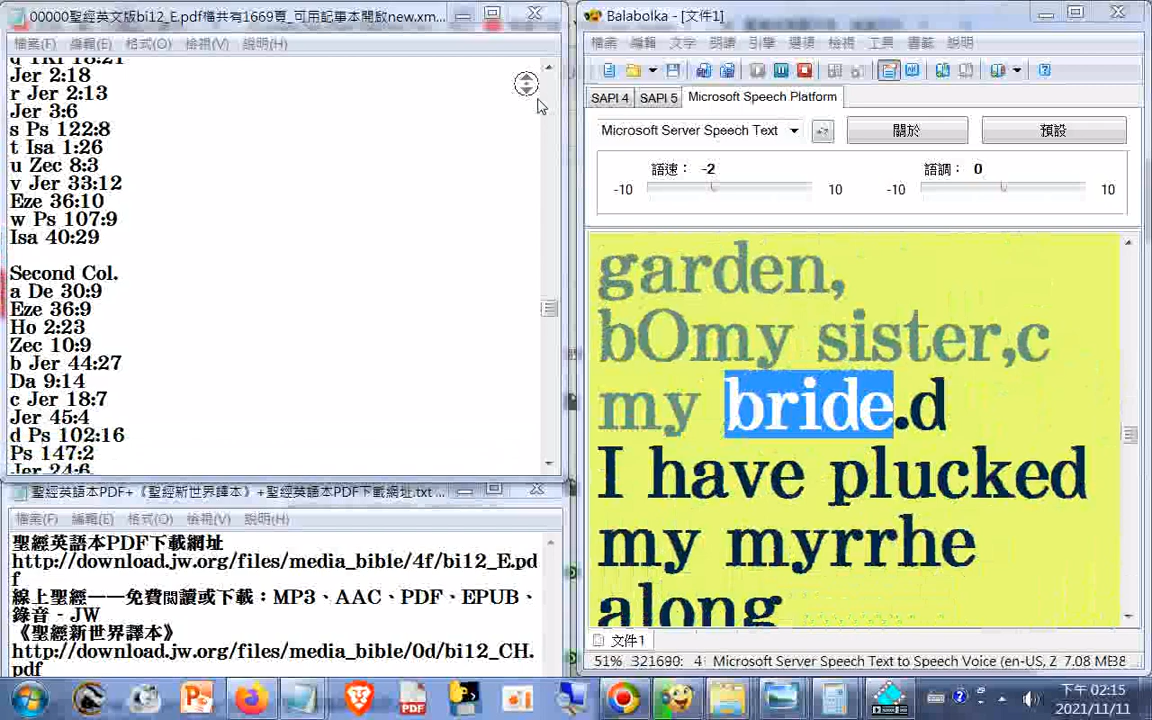 00000聖經英文版bi12_E.pdf檔共有1669頁_可用記事本開啟new.xm...
檔案(F) 編輯(E) 格式(O) 檢視(V) 說明(H)
Jer 2:18
r Jer 2:13
Jer 3:6
s Ps 122:8
t Isa 1:26
u Zec 8:3
v Jer 33:12
Eze 36:10
w Ps 107:9
Isa 40:29
Second Col.
a De 30:9
Eze 36:9
Ho 2:23
Zec 10:9
b Jer 44:27
Da 9:14
c Jer 18:7
Jer 45:4
d Ps 102:16
Ps 147:2
Jer 24:6
聖經英語本PDF+《聖經新世界譯本》+聖經英語本PDF下載網址.txt ...
檔案(F) 編輯(E) 格式(O) 檢視(V) 說明(H)
聖經英語本PDF下載網址
http://download.jw.org/files/media_bible/4f/bi12_E.pd
f
線上聖經——免費閱讀或下載：MP3、AAC、PDF、EPUB、
錄音 - JW
《聖經新世界譯本》
http://download.jw.org/files/media_bible/0d/bi12_CH.
pdf
Balabolka - [文件1]
檔案 編輯 文字 朗讀 引擎 選項 檢視 工具 書籤 說明
SAPI 4 SAPI 5 Microsoft Speech Platform
Microsoft Server Speech Text 關於 預設
語速： -2 語調： 0
-10 10 -10 10
garden,
bOmy sister,c
my bride.d
I have plucked
my myrrhe
along
文件1
51% 321690: 4 Microsoft Server Speech Text to Speech Voice (en-US, Z 7.08 MB
下午 02:15
2021/11/11